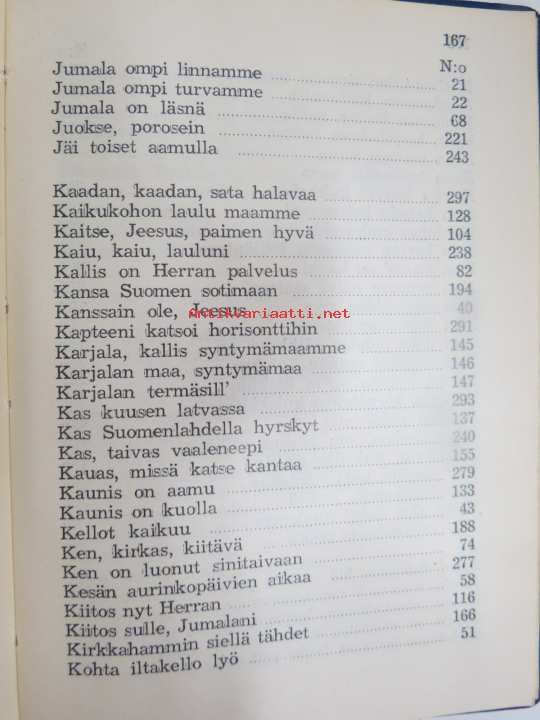 167
N:o
Jumala ompi linnamme 21
Jumala ompi turvamme 22
Jumala on läsnä 68
Juokse, porosein 221
Jäi toiset aamulla 243
Kaadan, kaadan, sata halavaa 297
Kaikukohon laulu maamme 128
Kaitse, Jeesus, paimen hyvä 104
Kaiu, kaiu, lauluni 238
Kallis on Herran palvelus 82
Kansa Suomen sotimaan 194
Kanssain ole, Jeesus 40
Antikvariaatti.net
Kapteeni katsoi horisonttihin 291
Karjala, kallis syntymämaamme 145
Karjalan maa, syntymämaa 146
Karjalan termäsill' 147
Kas kuusen latvassa 293
Kas Suomenlahdella hyrskyt 137
Kas, taivas vaaleneepi 240
Kauas, missä katse kantaa 155
Kaunis on aamu 279
Kaunis on kuolla 133
Kellot kaikuu 43
Ken, kirkas, kiitävä 188
Ken on luonut sinitaivaan 74
Kesän aurinkopäivien aikaa 277
Kiitos nyt Herran 58
Kiitos sulle, Jumalani 116
Kirkkahammin siellä tähdet 166
Kohta iltakello lyö 51